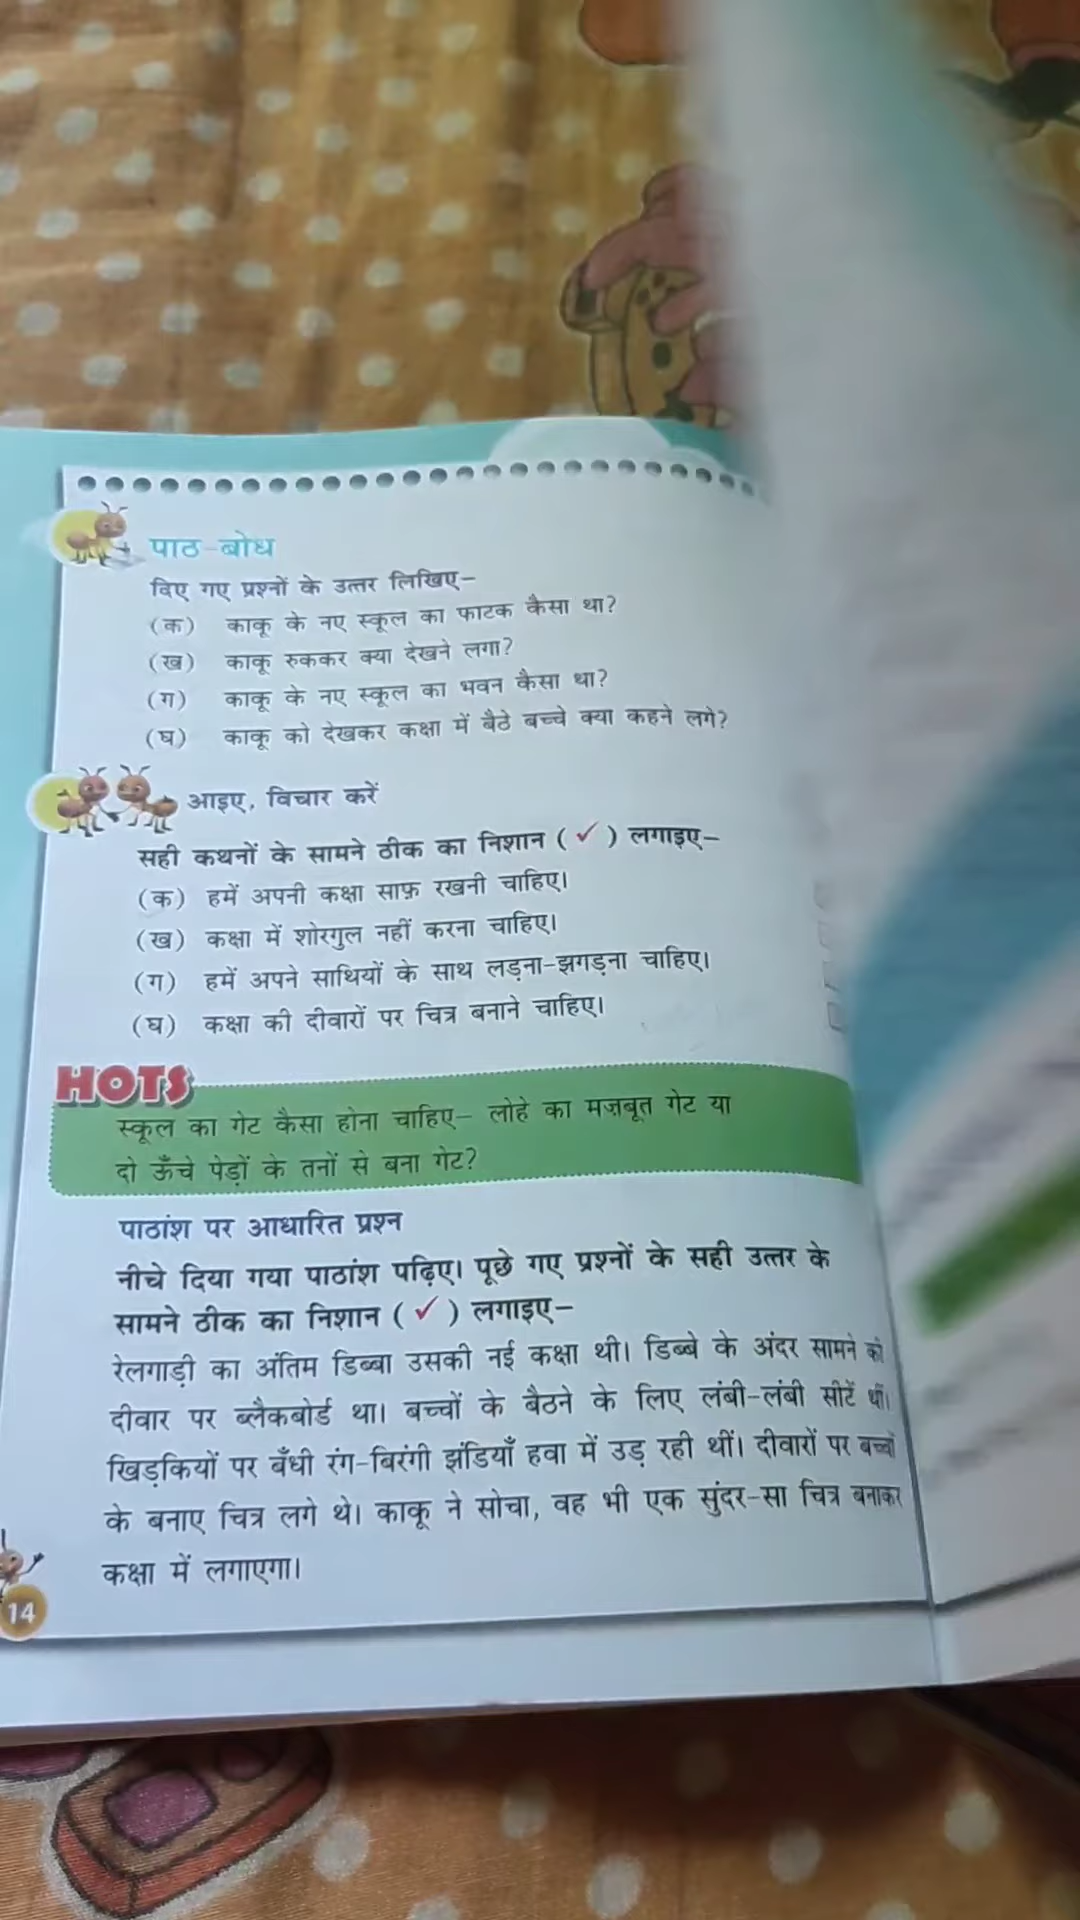 पाठ-बोध
दिए गए प्रश्नों के उत्तर लिखिए–
(क) काकू के नए स्कूल का फाटक कैसा था?
(ख) काकू रुककर क्या देखने लगा?
(ग) काकू के नए स्कूल का भवन कैसा था?
(घ) काकू को देखकर कक्षा में बैठे बच्चे क्या कहने लगे?
आइए, विचार करें
सही कथनों के सामने ठीक का निशान ( ✓ ) लगाइए–
(क) हमें अपनी कक्षा साफ़ रखनी चाहिए।
(ख) कक्षा में शोरगुल नहीं करना चाहिए।
(ग) हमें अपने साथियों के साथ लड़ना-झगड़ना चाहिए।
(घ) कक्षा की दीवारों पर चित्र बनाने चाहिए।
HOTS
स्कूल का गेट कैसा होना चाहिए– लोहे का मज़बूत गेट या
दो ऊँचे पेड़ों के तनों से बना गेट?
पाठांश पर आधारित प्रश्न
नीचे दिया गया पाठांश पढ़िए। पूछे गए प्रश्नों के सही उत्तर के
सामने ठीक का निशान ( ✓ ) लगाइए–
रेलगाड़ी का अंतिम डिब्बा उसकी नई कक्षा थी। डिब्बे के अंदर सामने की
दीवार पर ब्लैकबोर्ड था। बच्चों के बैठने के लिए लंबी-लंबी सीटें थीं।
खिड़कियों पर बँधी रंग-बिरंगी झंडियाँ हवा में उड़ रही थीं। दीवारों पर बच्चों
के बनाए चित्र लगे थे। काकू ने सोचा, वह भी एक सुंदर-सा चित्र बनाकर
कक्षा में लगाएगा।
14